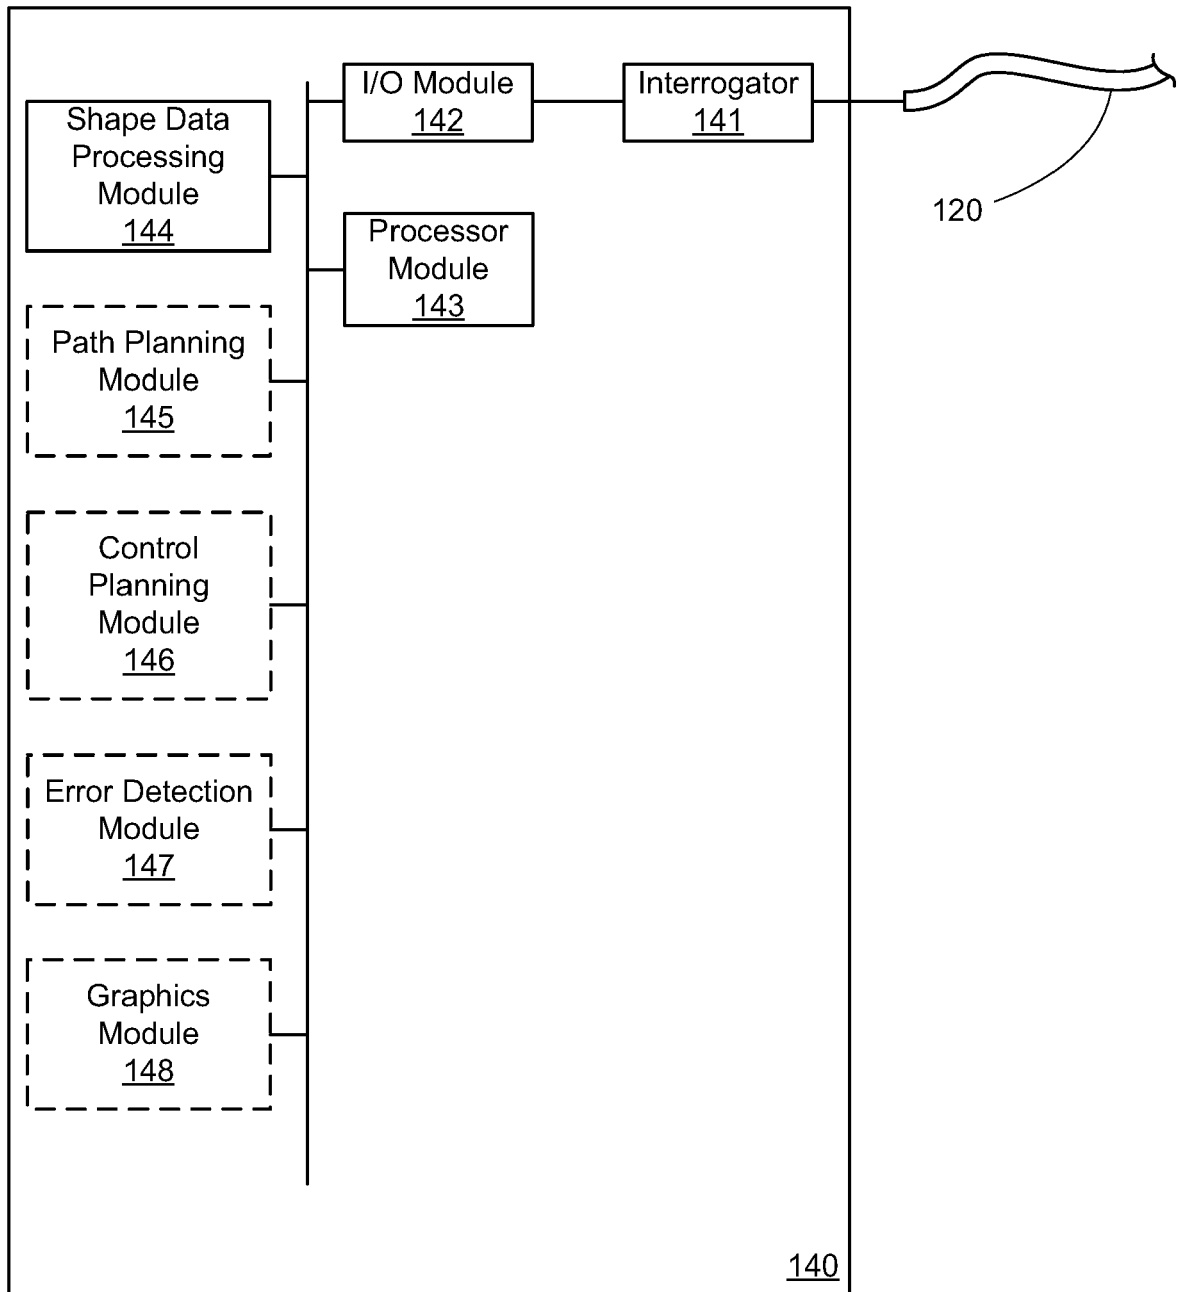 I/O Module
142
Interrogator
141
Shape Data
Processing
Module
144
120
Processor
Module
143
Path Planning
Module
145
Control
Planning
Module
146
Error Detection
Module
147
Graphics
Module
148
140